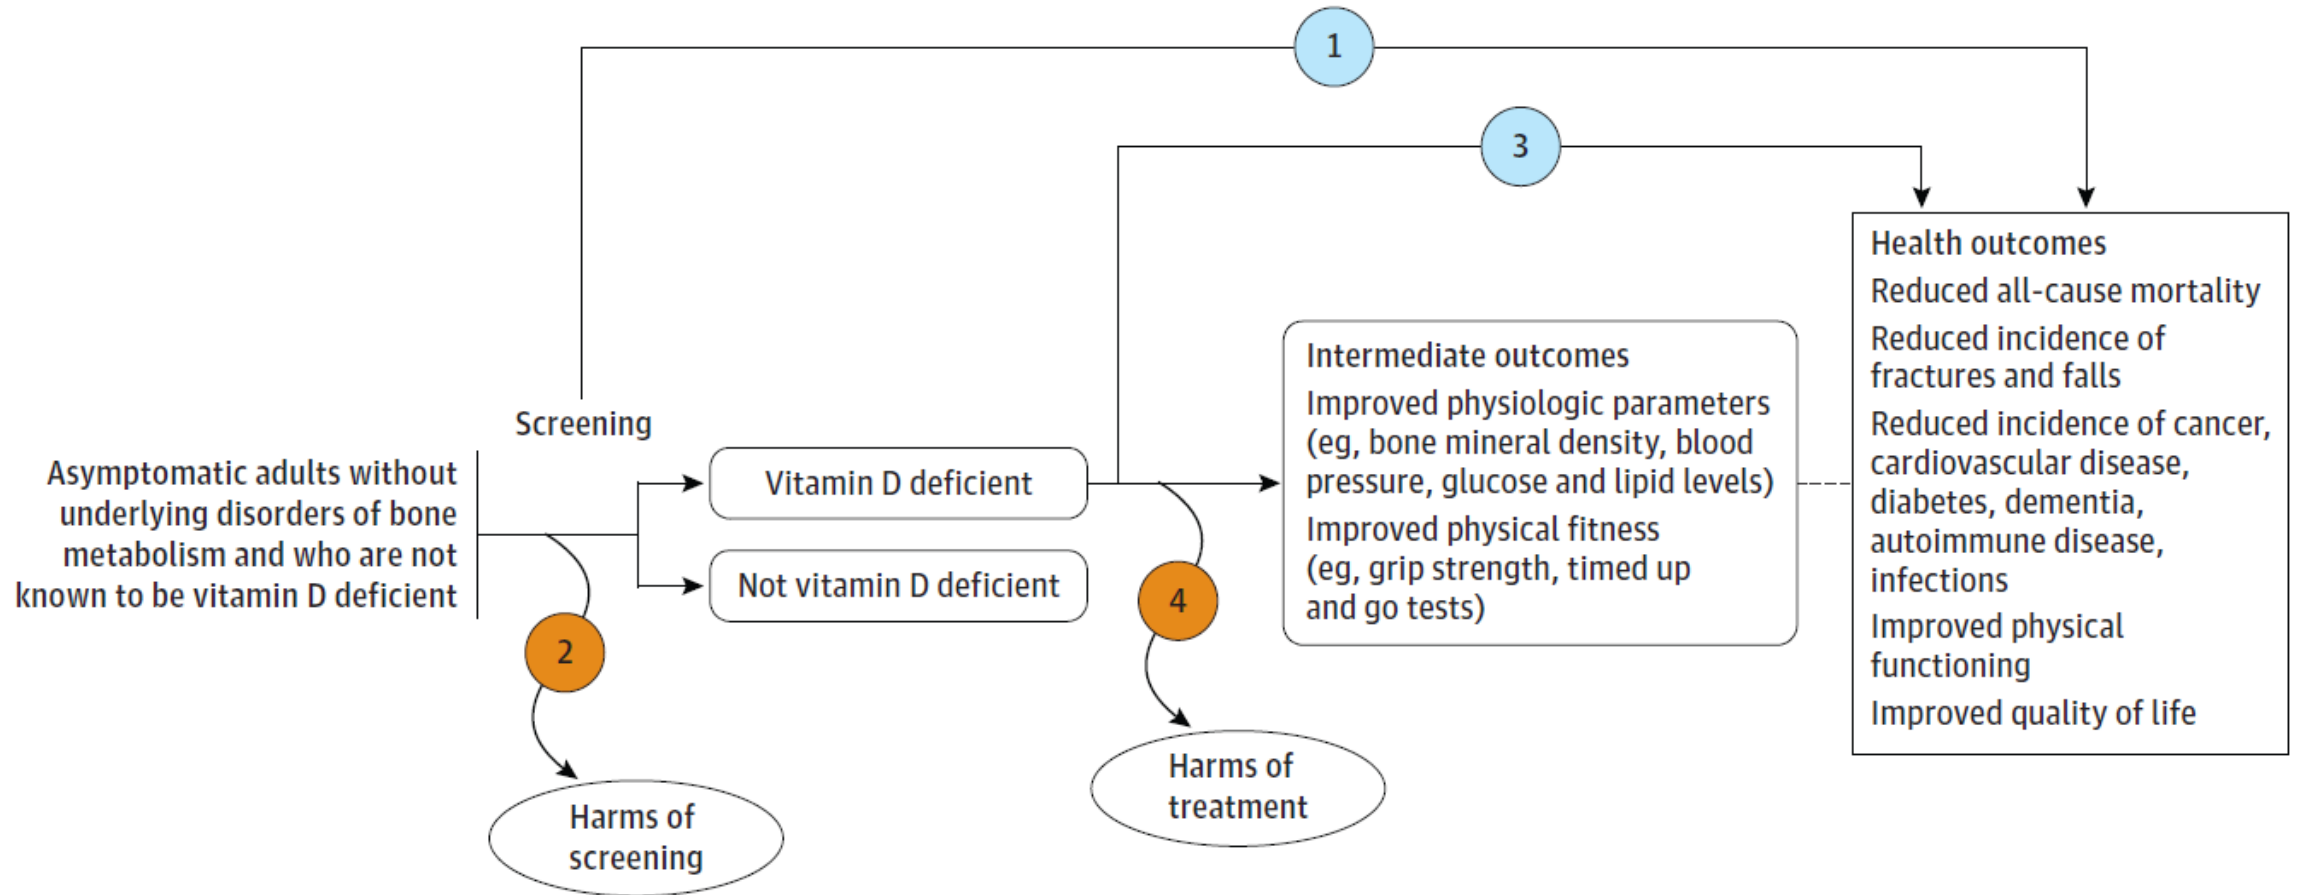 1
3
Screening
Asymptomatic adults without
underlying disorders of bone
metabolism and who are not
known to be vitamin D deficient
2
Harms of
screening
Vitamin D deficient
Not vitamin D deficient
4
Harms of
treatment
Intermediate outcomes
Improved physiologic parameters
(eg, bone mineral density, blood
pressure, glucose and lipid levels)
Improved physical fitness
(eg, grip strength, timed up
and go tests)
Health outcomes
Reduced all-cause mortality
Reduced incidence of
fractures and falls
Reduced incidence of cancer,
cardiovascular disease,
diabetes, dementia,
autoimmune disease,
infections
Improved physical
functioning
Improved quality of life